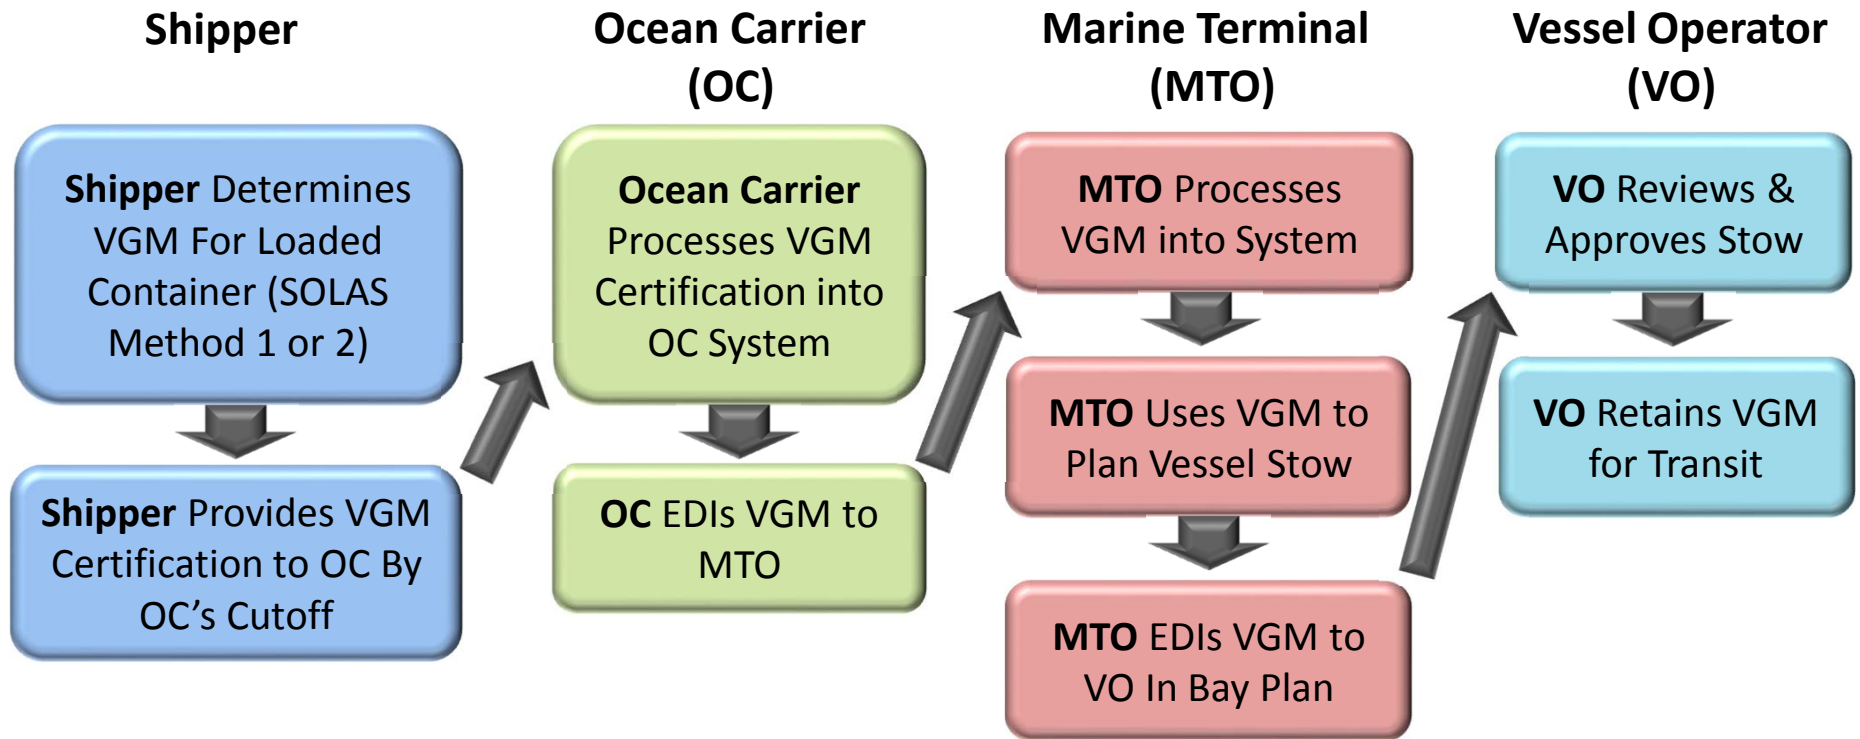 Shipper
Ocean Carrier
(OC)
Marine Terminal
(MTO)
Vessel Operator
(VO)
Shipper Determines
VGM For Loaded
Container (SOLAS
Method 1 or 2)
Shipper Provides VGM
Certification to OC By
OC’s Cutoff
Ocean Carrier
Processes VGM
Certification into
OC System
OC EDIs VGM to
MTO
MTO Processes
VGM into System
MTO Uses VGM to
Plan Vessel Stow
MTO EDIs VGM to
VO In Bay Plan
VO Reviews &
Approves Stow
VO Retains VGM
for Transit